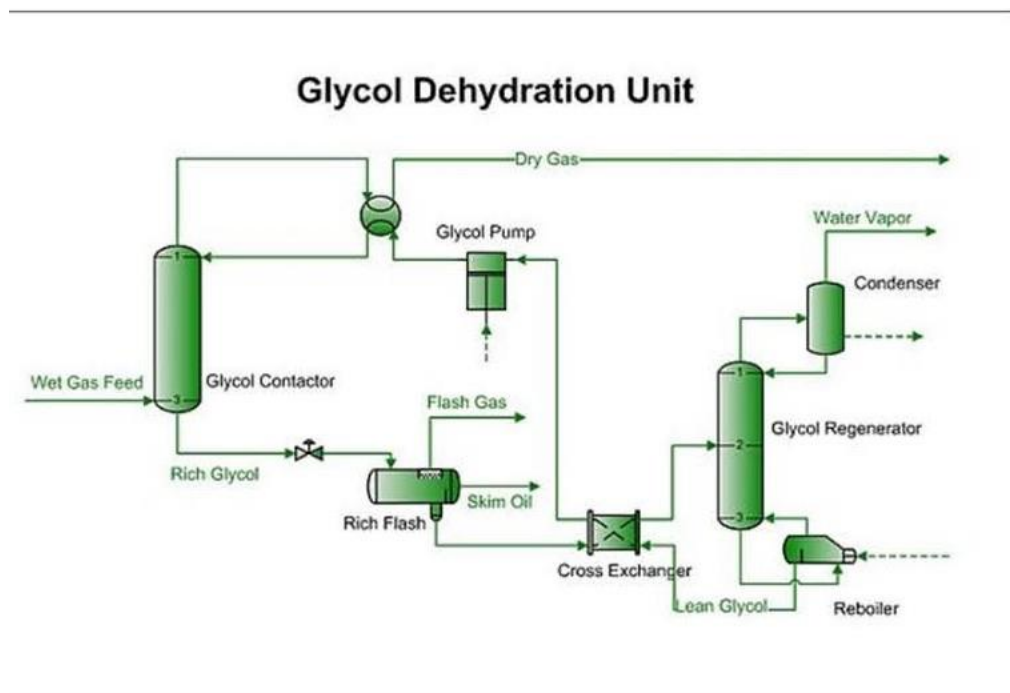 Glycol Dehydration Unit
Dry Gas
Glycol Pump
Water Vapor
1
Condenser
Wet Gas Feed
Glycol Contactor
3
1
Flash Gas
Glycol Regenerator
2
Rich Glycol
Skim Oil
Rich Flash
3
Cross Exchanger
Lean Glycol
Reboiler